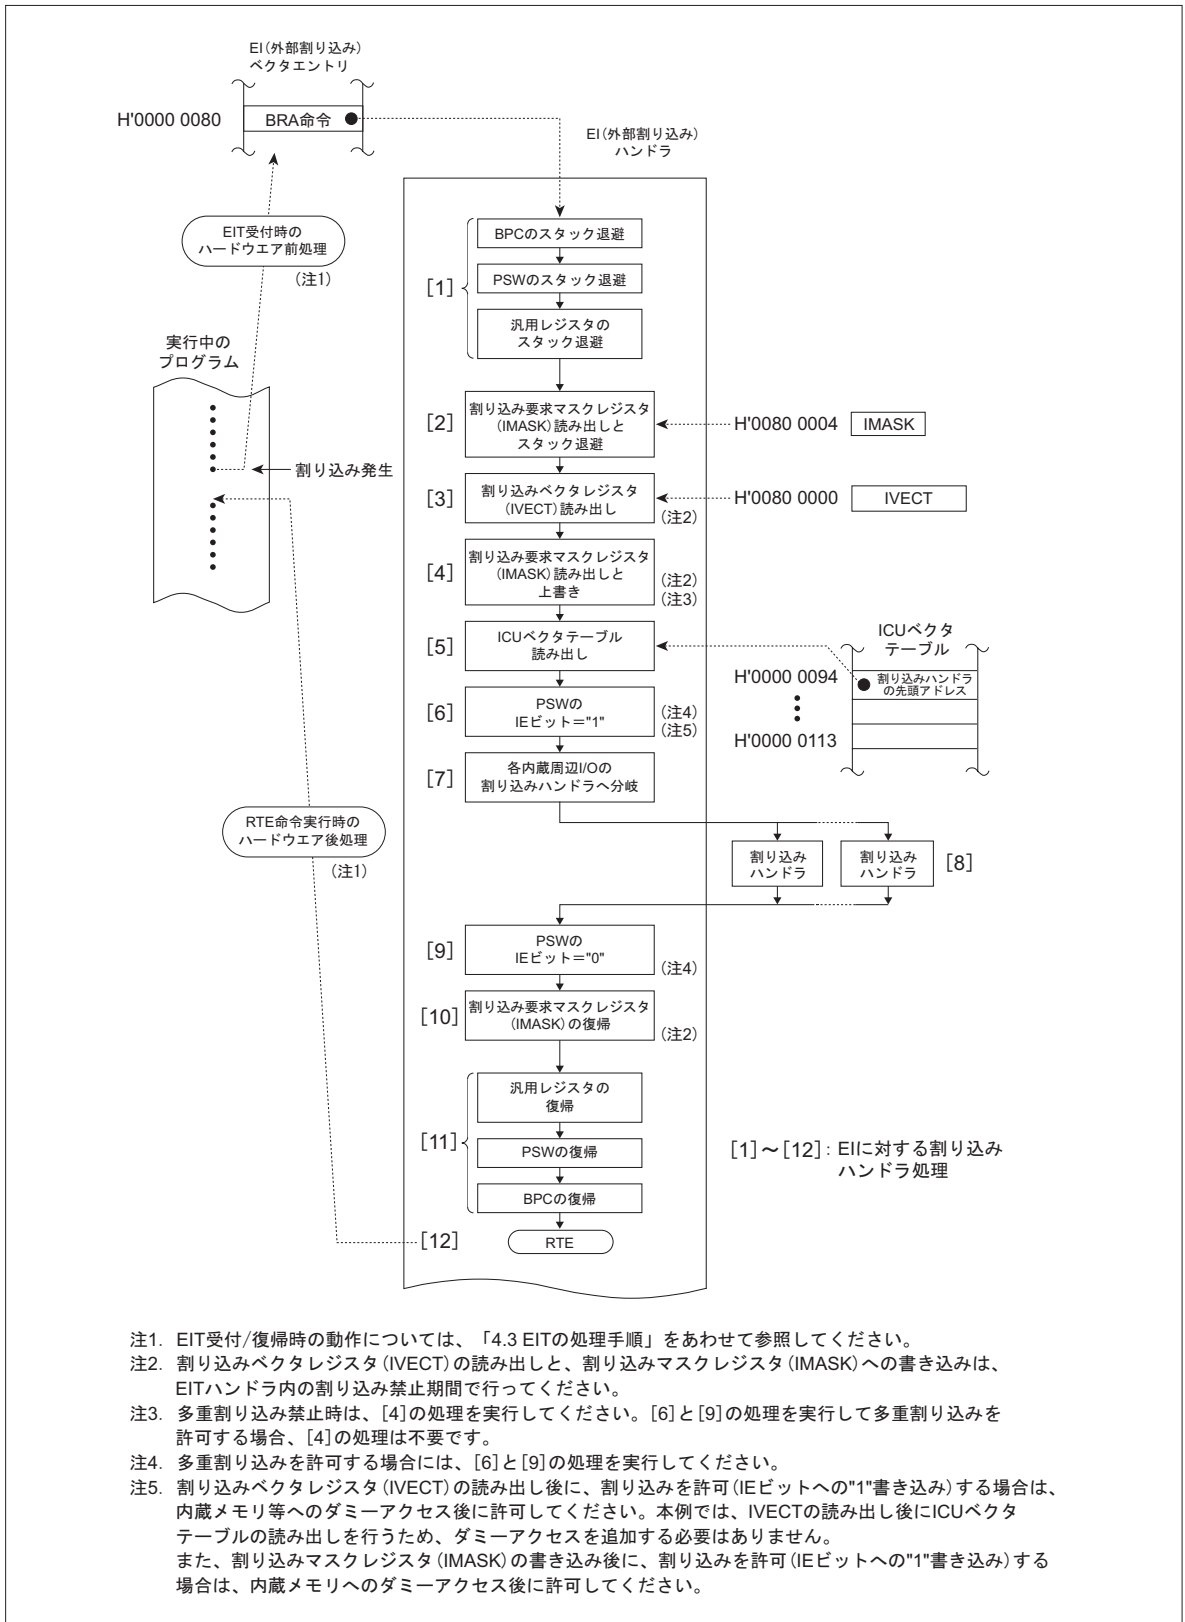 EI(外部割り込み)
ベクタエントリ
H'0000 0080
BRA命令
EI(外部割り込み)
ハンドラ
EIT受付時の
ハードウエア前処理
(注1)
実行中の
プログラム
割り込み発生
[1]
BPCのスタック退避
PSWのスタック退避
汎用レジスタの
スタック退避
[2]
割り込み要求マスクレジスタ
(IMASK)読み出しと
スタック退避
H'0080 0004
IMASK
[3]
割り込みベクタレジスタ
(IVECT)読み出し
(注2)
H'0080 0000
IVECT
[4]
割り込み要求マスクレジスタ
(IMASK)読み出しと
上書き
(注2)
(注3)
[5]
ICUベクタテーブル
読み出し
ICUベクタ
テーブル
H'0000 0094
割り込みハンドラ
の先頭アドレス
H'0000 0113
[6]
PSWの
IEビット="1"
(注4)
(注5)
[7]
各内蔵周辺I/Oの
割り込みハンドラへ分岐
RTE命令実行時の
ハードウエア後処理
(注1)
割り込み
ハンドラ
割り込み
ハンドラ
[8]
[9]
PSWの
IEビット="0"
(注4)
[10]
割り込み要求マスクレジスタ
(IMASK)の復帰
(注2)
[11]
汎用レジスタの
復帰
PSWの復帰
BPCの復帰
[12]
RTE
[1]~[12]: EIに対する割り込み
ハンドラ処理
注1. EIT受付/復帰時の動作については、「4.3 EITの処理手順」をあわせて参照してください。
注2. 割り込みベクタレジスタ(IVECT)の読み出しと、割り込みマスクレジスタ(IMASK)への書き込みは、
EITハンドラ内の割り込み禁止期間で行ってください。
注3. 多重割り込み禁止時は、[4]の処理を実行してください。[6]と[9]の処理を実行して多重割り込みを
許可する場合、[4]の処理は不要です。
注4. 多重割り込みを許可する場合には、[6]と[9]の処理を実行してください。
注5. 割り込みベクタレジスタ(IVECT)の読み出し後に、割り込みを許可(IEビットへの"1"書き込み)する場合は、
内蔵メモリ等へのダミーアクセス後に許可してください。本例では、IVECTの読み出し後にICUベクタ
テーブルの読み出しを行うため、ダミーアクセスを追加する必要はありません。
また、割り込みマスクレジスタ(IMASK)の書き込み後に、割り込みを許可(IEビットへの"1"書き込み)する
場合は、内蔵メモリへのダミーアクセス後に許可してください。